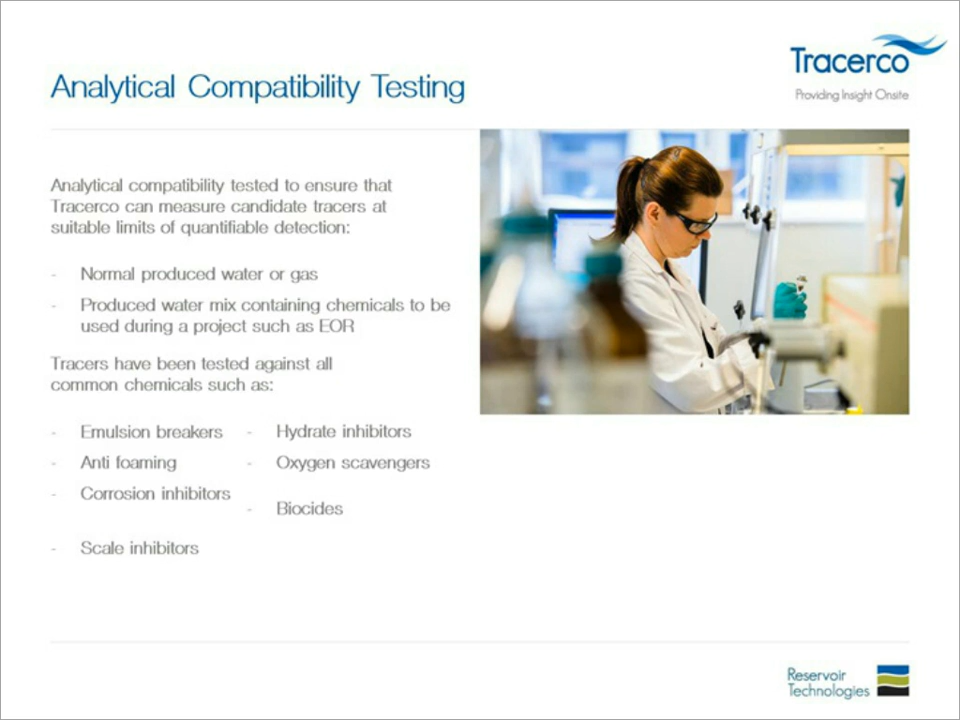 Tracerco
Providing Insight Onsite
Analytical Compatibility Testing
Analytical compatibility tested to ensure that
Tracerco can measure candidate tracers at
suitable limits of quantifiable detection:
- Normal produced water or gas
- Produced water mix containing chemicals to be
used during a project such as EOR
Tracers have been tested against all
common chemicals such as:
- Emulsion breakers
- Anti foaming
- Corrosion inhibitors
- Scale inhibitors
- Hydrate inhibitors
- Oxygen scavengers
- Biocides
Reservoir
Technologies